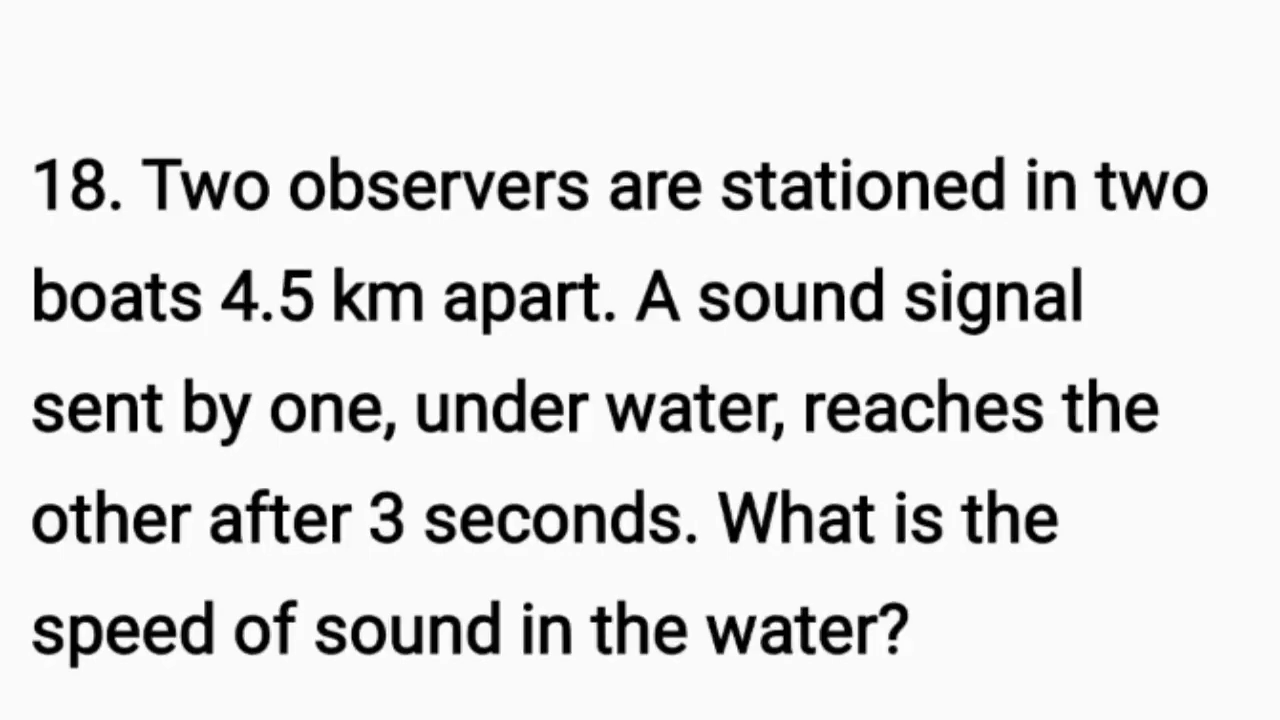 18. Two observers are stationed in two
boats 4.5 km apart. A sound signal
sent by one, under water, reaches the
other after 3 seconds. What is the
speed of sound in the water?